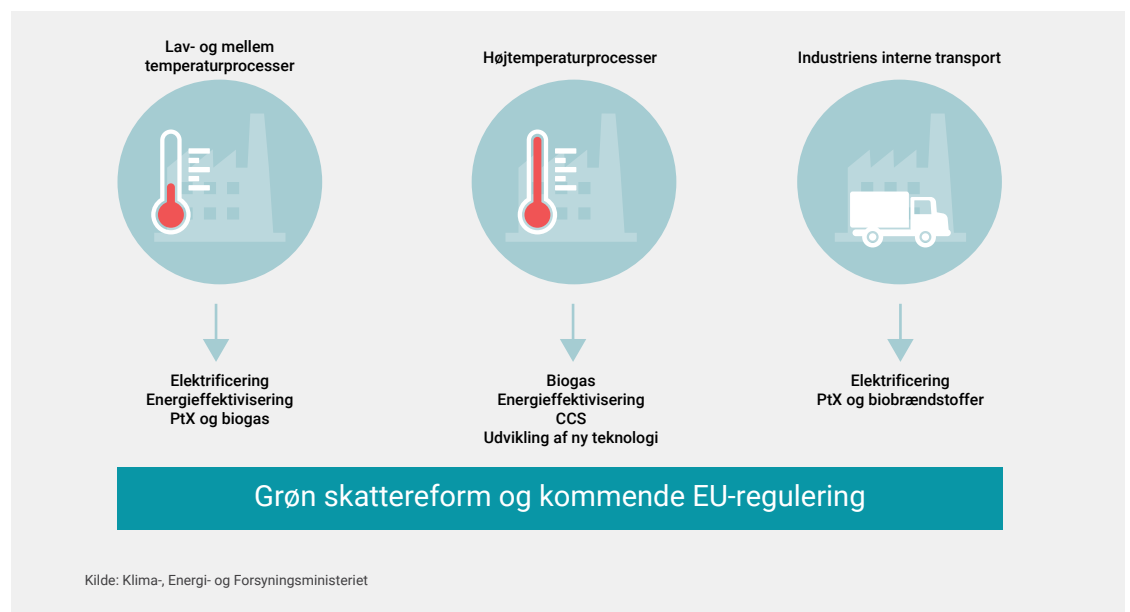 Lav- og mellem
temperaturprocesser
Højtemperaturprocesser
Industriens interne transport
Elektrificering
Energieffektivisering
PtX og biogas
Biogas
Energieffektivisering
CCS
Udvikling af ny teknologi
Elektrificering
PtX og biobrændstoffer
Grøn skattereform og kommende EU-regulering
Kilde: Klima-, Energi- og Forsyningsministeriet